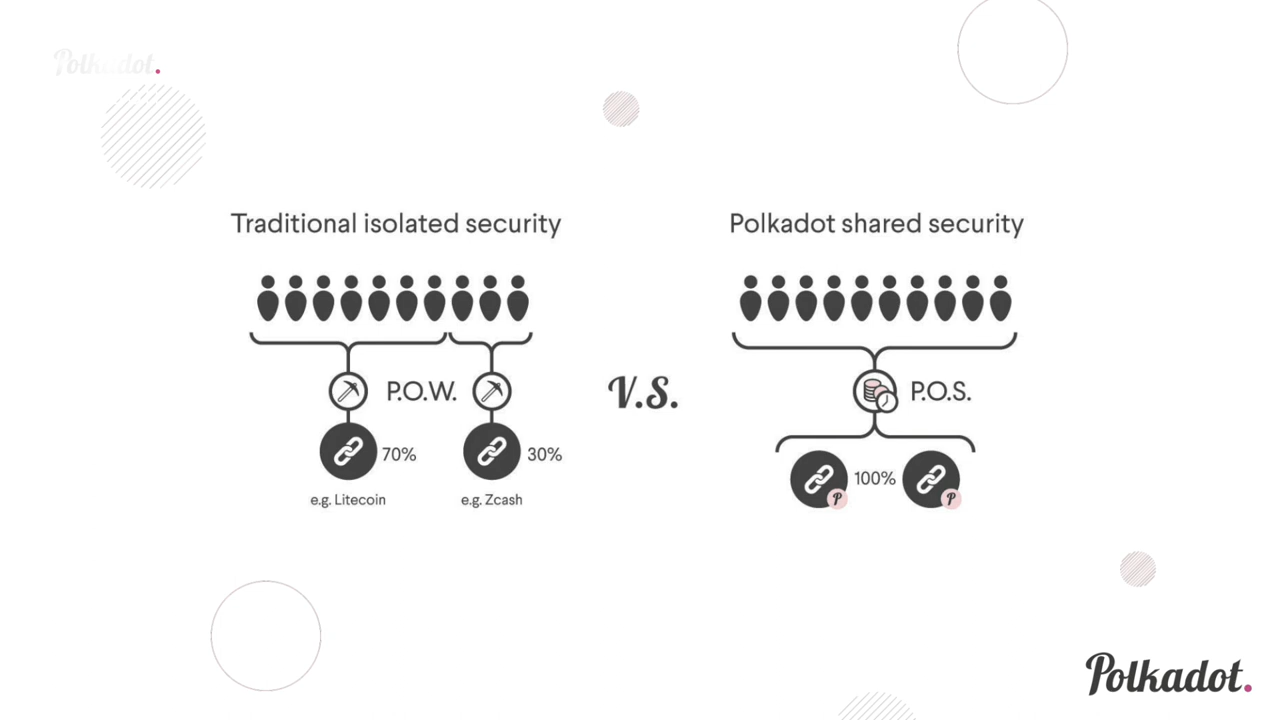 Polkadot.
Traditional isolated security
Polkadot shared security
P.O.W.
V.S.
P.O.S.
70%
30%
100%
e.g. Litecoin
e.g. Zcash
P
P
Polkadot.